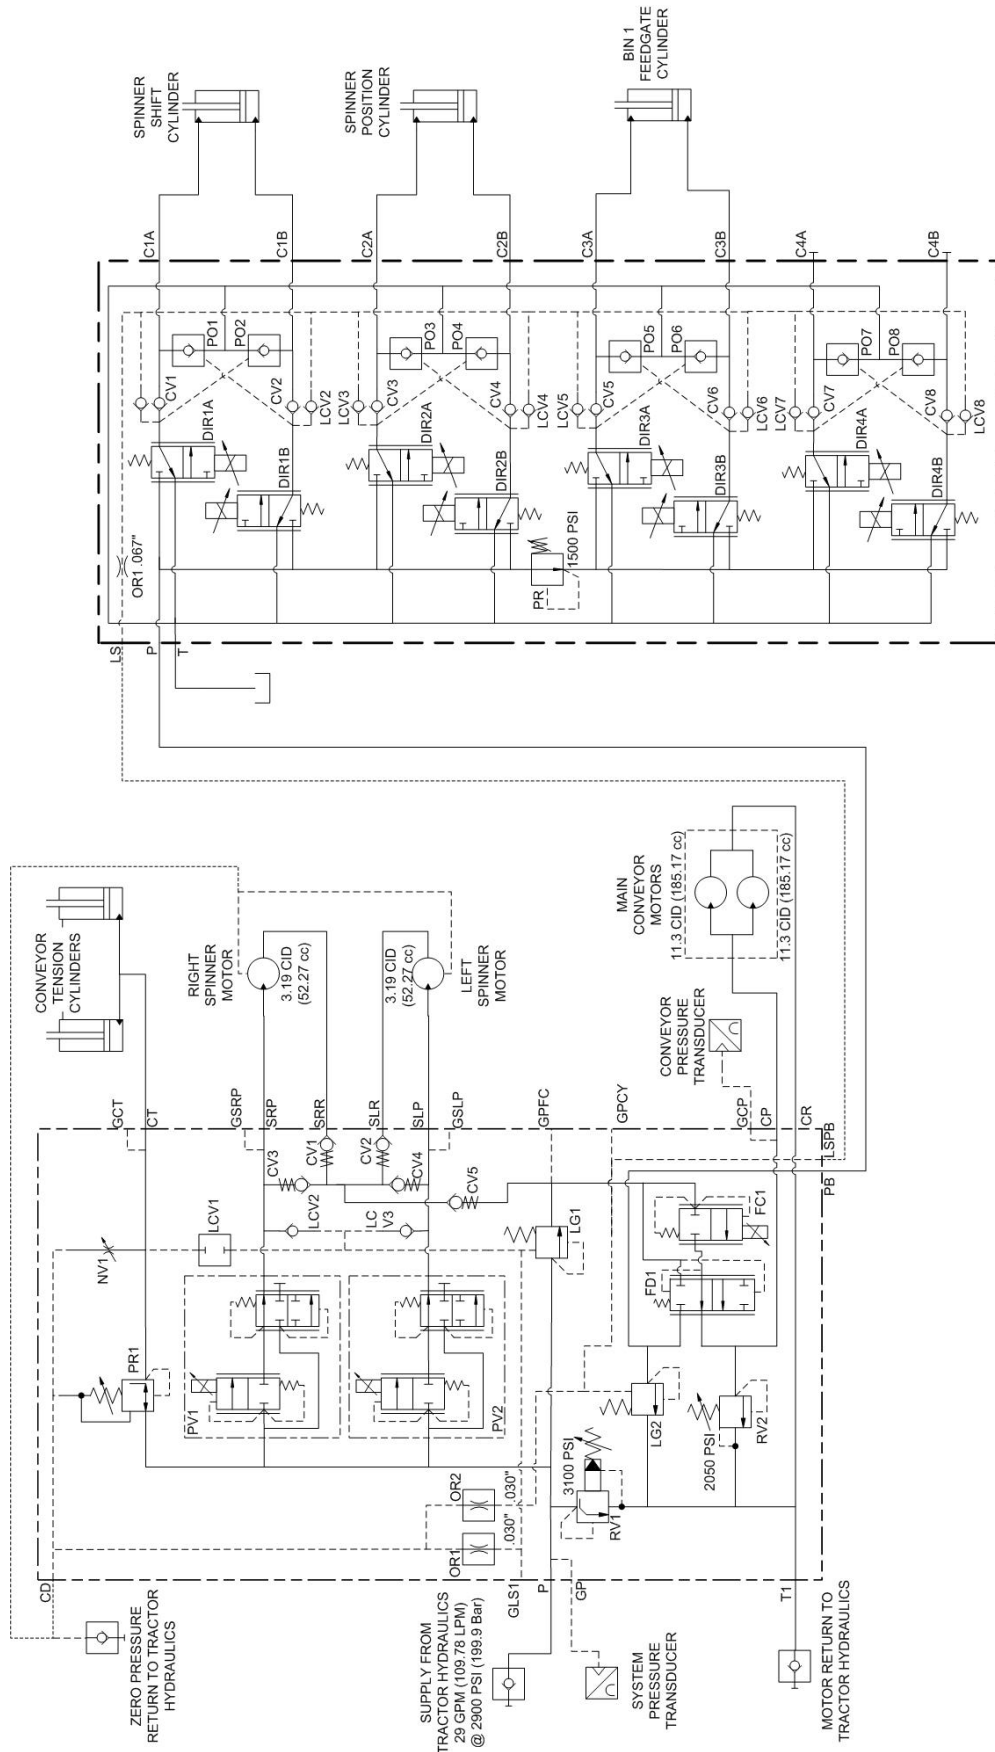 SPINNER
SHIFT
CYLINDER
SPINNER
POSITION
CYLINDER
BIN 1
FEEDGATE
CYLINDER
C1A
C1B
C2A
C2B
C3A
C3B
C4A
C4B
CV1
PO1
PO2
CV2
LCV2
LCV3
CV3
PO3
PO4
CV4
LCV4
LCV5
CV5
PO5
PO6
CV6
LCV6
LCV7
CV7
PO7
PO8
CV8
LCV8
DIR1A
DIR1B
DIR2A
DIR2B
DIR3A
DIR3B
DIR4A
DIR4B
OR1.067"
PR
1500 PSI
LS
P
T
CONVEYOR
TENSION
CYLINDERS
RIGHT
SPINNER
MOTOR
3.19 CID
(52.27 cc)
3.19 CID
(52.27 cc)
LEFT
SPINNER
MOTOR
CONVEYOR
PRESSURE
TRANSDUCER
MAIN
CONVEYOR
MOTORS
11.3 CID (185.17 cc)
11.3 CID (185.17 cc)
GCT
CT
GSRP
SRP
SRR
SLR
SLP
GSLP
GPFC
GPCY
GCP
CP
CR
LSPB
PB
NV1
LCV1
CV3
CV1
CV2
CV4
LCV2
LC
V3
CV5
PR1
PV1
PV2
LG1
FC1
FD1
OR1
.030"
OR2
.030"
3100 PSI
RV1
LG2
2050 PSI
RV2
CD
GLS1
P
GP
T1
ZERO PRESSURE
RETURN TO TRACTOR
HYDRAULICS
SUPPLY FROM
TRACTOR HYDRAULICS
29 GPM (109.78 LPM)
@ 2900 PSI (199.9 Bar)
SYSTEM
PRESSURE
TRANSDUCER
MOTOR RETURN TO
TRACTOR HYDRAULICS